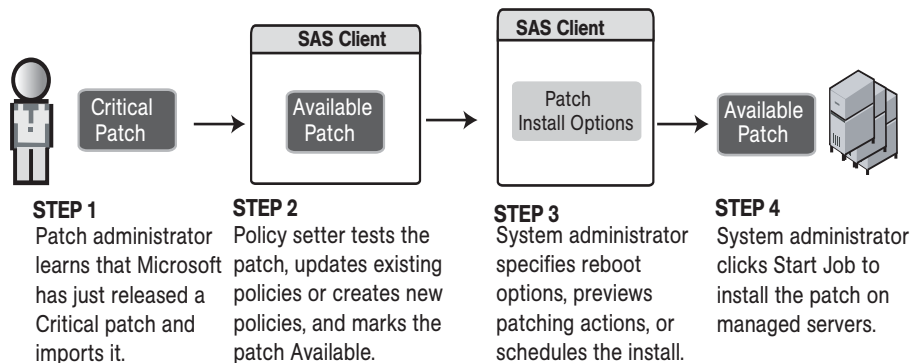 SAS Client
SAS Client
Critical
Patch
Available
Patch
Patch
Install Options
Available
Patch
STEP 1
Patch administrator
learns that Microsoft
has just released a
Critical patch and
imports it.
STEP 2
Policy setter tests the
patch, updates existing
policies or creates new
policies, and marks the
patch Available.
STEP 3
System administrator
specifies reboot
options, previews
patching actions, or
schedules the install.
STEP 4
System administrator
clicks Start Job to
install the patch on
managed servers.